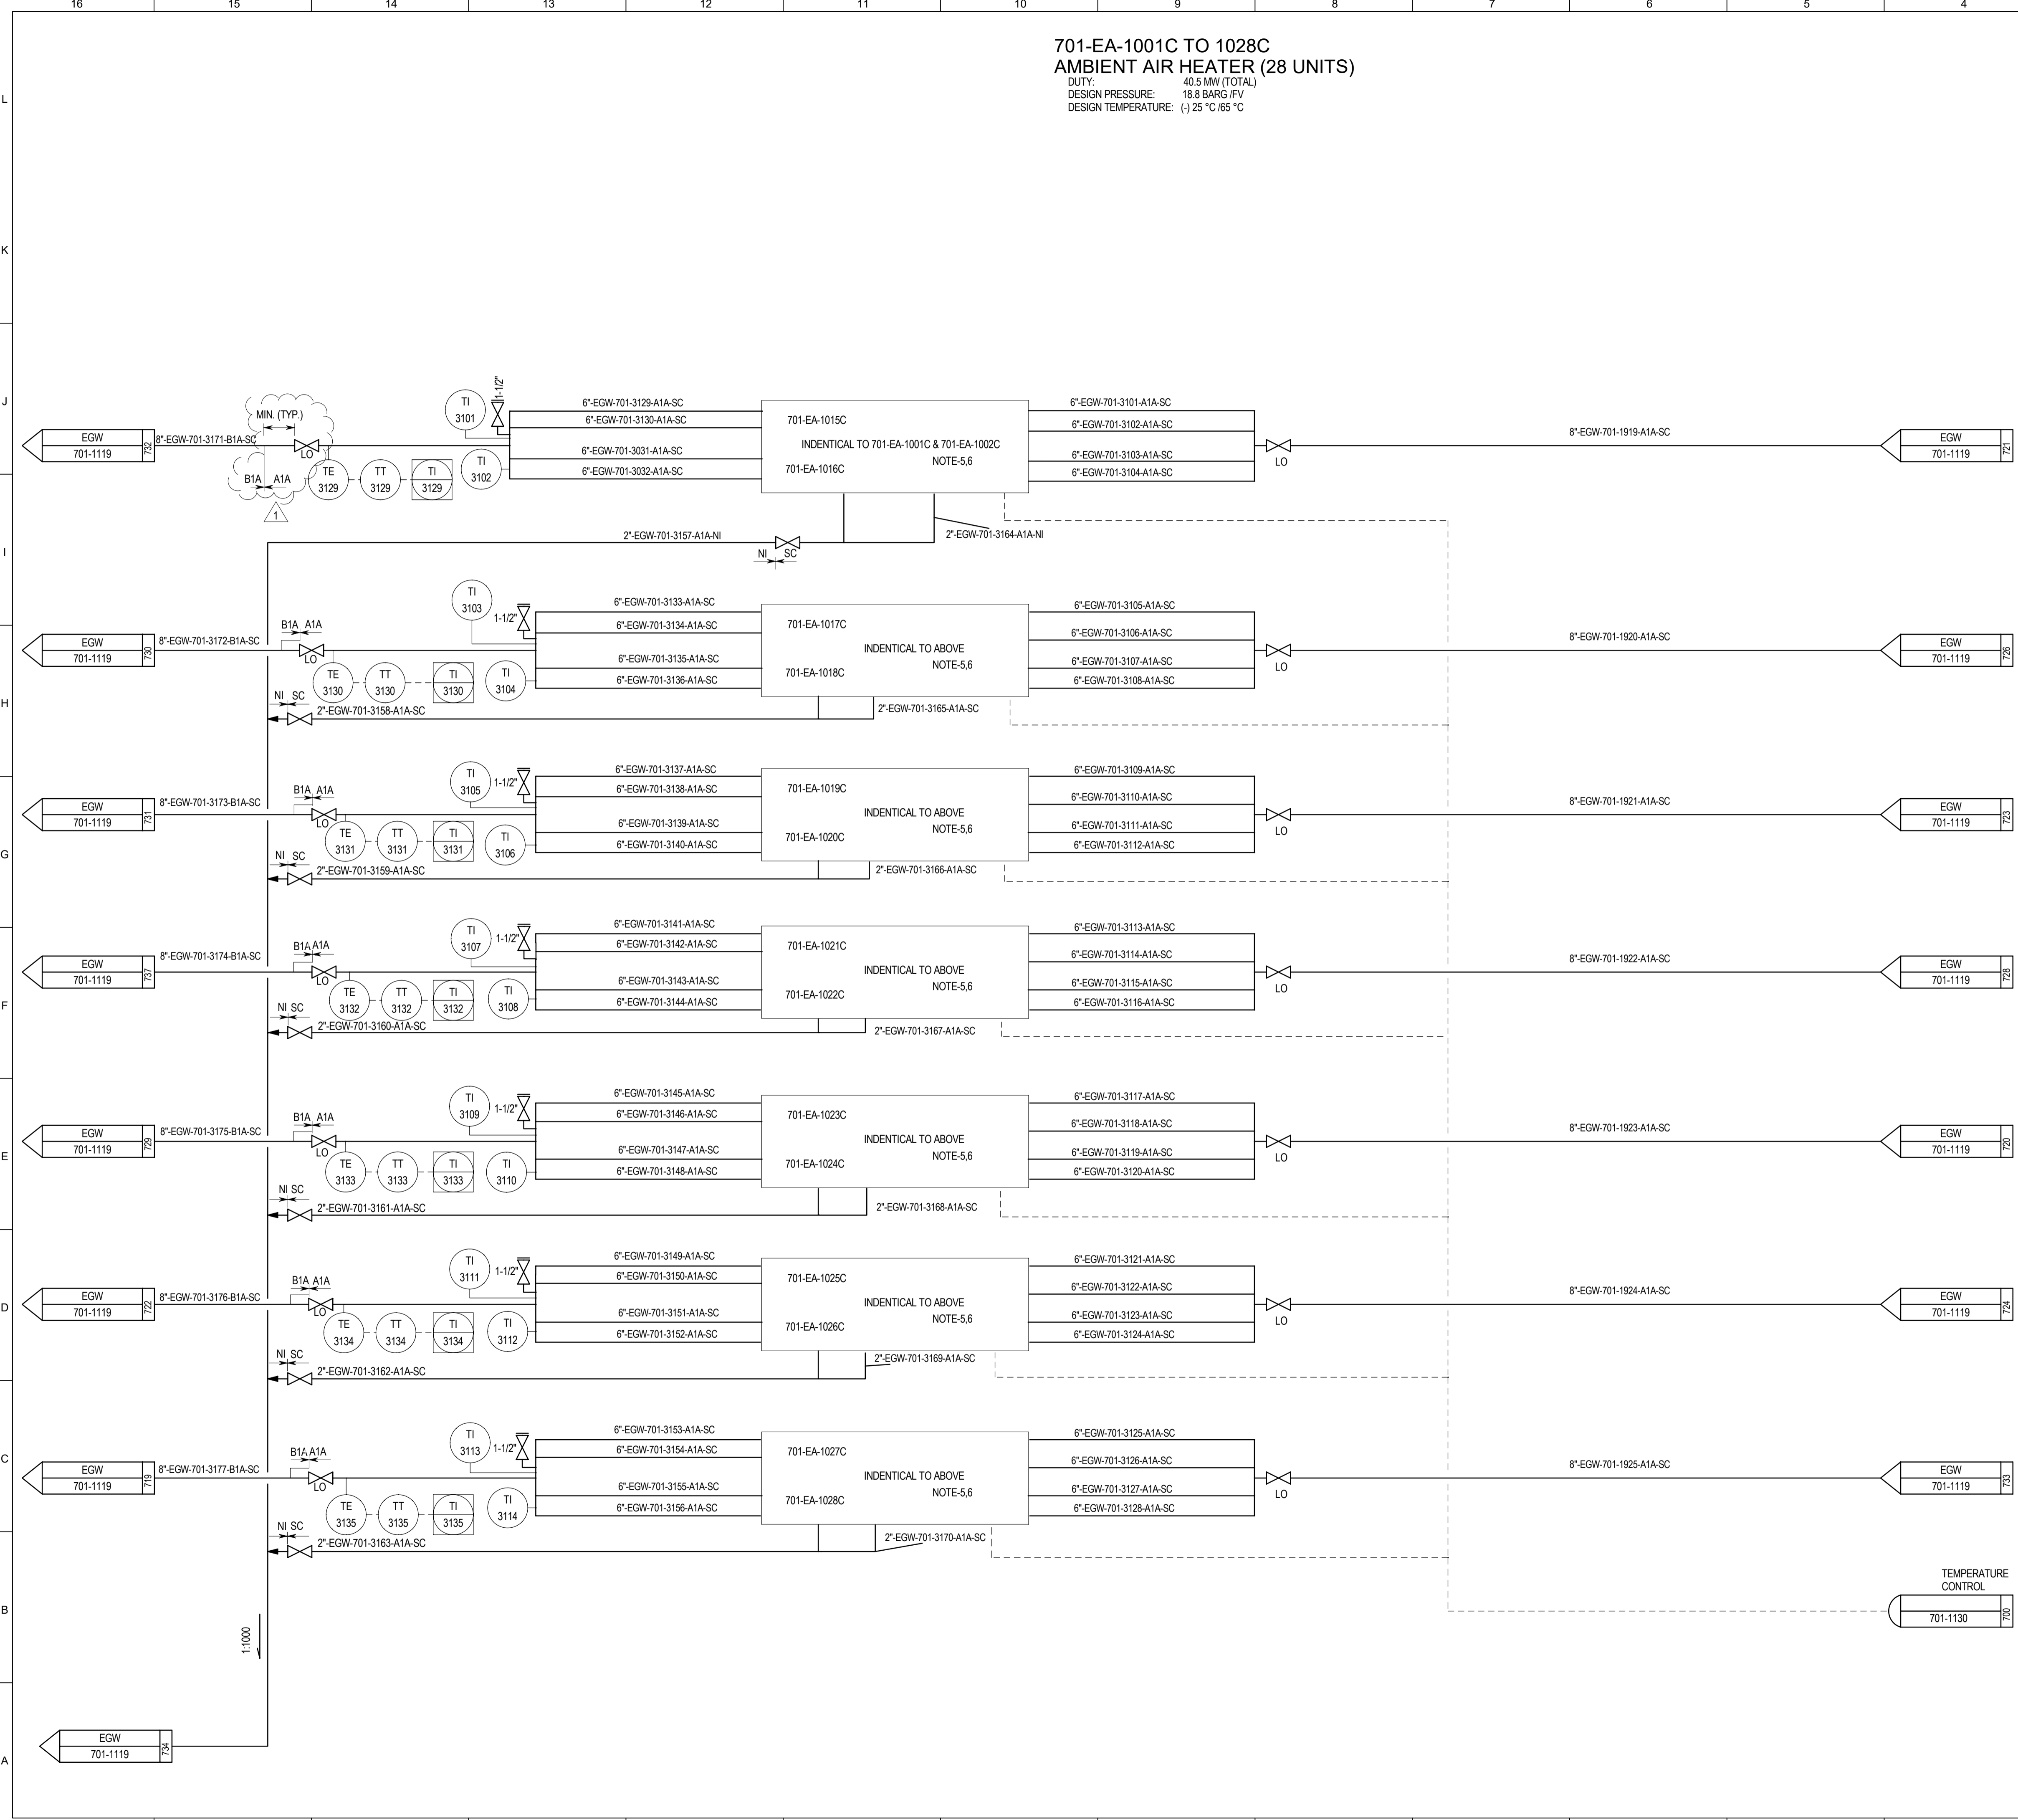 16 15 14 13 12 11 10 9 8 7 6 5 4
701-EA-1001C TO 1028C
AMBIENT AIR HEATER (28 UNITS)
DUTY: 40.5 MW (TOTAL)
DESIGN PRESSURE: 18.8 BARG /FV
DESIGN TEMPERATURE: (-) 25 °C /65 °C
L
K
J
I
H
G
F
E
D
C
B
A
EGW
701-1119
732
8"-EGW-701-3171-B1A-SC
MIN. (TYP.)
LO
B1A A1A
1
TE
3129
TT
3129
TI
3129
TI
3101
TI
3102
1-1/2"
6"-EGW-701-3129-A1A-SC
6"-EGW-701-3130-A1A-SC
6"-EGW-701-3031-A1A-SC
6"-EGW-701-3032-A1A-SC
701-EA-1015C
INDENTICAL TO 701-EA-1001C & 701-EA-1002C
NOTE-5,6
701-EA-1016C
6"-EGW-701-3101-A1A-SC
6"-EGW-701-3102-A1A-SC
6"-EGW-701-3103-A1A-SC
6"-EGW-701-3104-A1A-SC
LO
8"-EGW-701-1919-A1A-SC
EGW
701-1119
721
2"-EGW-701-3157-A1A-NI
NI SC
2"-EGW-701-3164-A1A-NI
EGW
701-1119
730
8"-EGW-701-3172-B1A-SC
B1A A1A
LO
TE
3130
TT
3130
TI
3130
TI
3103
TI
3104
1-1/2"
6"-EGW-701-3133-A1A-SC
6"-EGW-701-3134-A1A-SC
6"-EGW-701-3135-A1A-SC
6"-EGW-701-3136-A1A-SC
701-EA-1017C
INDENTICAL TO ABOVE
NOTE-5,6
701-EA-1018C
6"-EGW-701-3105-A1A-SC
6"-EGW-701-3106-A1A-SC
6"-EGW-701-3107-A1A-SC
6"-EGW-701-3108-A1A-SC
LO
8"-EGW-701-1920-A1A-SC
EGW
701-1119
726
NI SC
2"-EGW-701-3158-A1A-SC
2"-EGW-701-3165-A1A-SC
EGW
701-1119
731
8"-EGW-701-3173-B1A-SC
B1A A1A
LO
TE
3131
TT
3131
TI
3131
TI
3105
TI
3106
1-1/2"
6"-EGW-701-3137-A1A-SC
6"-EGW-701-3138-A1A-SC
6"-EGW-701-3139-A1A-SC
6"-EGW-701-3140-A1A-SC
701-EA-1019C
INDENTICAL TO ABOVE
NOTE-5,6
701-EA-1020C
6"-EGW-701-3109-A1A-SC
6"-EGW-701-3110-A1A-SC
6"-EGW-701-3111-A1A-SC
6"-EGW-701-3112-A1A-SC
LO
8"-EGW-701-1921-A1A-SC
EGW
701-1119
723
NI SC
2"-EGW-701-3159-A1A-SC
2"-EGW-701-3166-A1A-SC
EGW
701-1119
737
8"-EGW-701-3174-B1A-SC
B1A A1A
LO
TE
3132
TT
3132
TI
3132
TI
3107
TI
3108
1-1/2"
6"-EGW-701-3141-A1A-SC
6"-EGW-701-3142-A1A-SC
6"-EGW-701-3143-A1A-SC
6"-EGW-701-3144-A1A-SC
701-EA-1021C
INDENTICAL TO ABOVE
NOTE-5,6
701-EA-1022C
6"-EGW-701-3113-A1A-SC
6"-EGW-701-3114-A1A-SC
6"-EGW-701-3115-A1A-SC
6"-EGW-701-3116-A1A-SC
LO
8"-EGW-701-1922-A1A-SC
EGW
701-1119
728
NI SC
2"-EGW-701-3160-A1A-SC
2"-EGW-701-3167-A1A-SC
EGW
701-1119
729
8"-EGW-701-3175-B1A-SC
B1A A1A
LO
TE
3133
TT
3133
TI
3133
TI
3109
TI
3110
1-1/2"
6"-EGW-701-3145-A1A-SC
6"-EGW-701-3146-A1A-SC
6"-EGW-701-3147-A1A-SC
6"-EGW-701-3148-A1A-SC
701-EA-1023C
INDENTICAL TO ABOVE
NOTE-5,6
701-EA-1024C
6"-EGW-701-3117-A1A-SC
6"-EGW-701-3118-A1A-SC
6"-EGW-701-3119-A1A-SC
6"-EGW-701-3120-A1A-SC
LO
8"-EGW-701-1923-A1A-SC
EGW
701-1119
720
NI SC
2"-EGW-701-3161-A1A-SC
2"-EGW-701-3168-A1A-SC
EGW
701-1119
722
8"-EGW-701-3176-B1A-SC
B1A A1A
LO
TE
3134
TT
3134
TI
3134
TI
3111
TI
3112
1-1/2"
6"-EGW-701-3149-A1A-SC
6"-EGW-701-3150-A1A-SC
6"-EGW-701-3151-A1A-SC
6"-EGW-701-3152-A1A-SC
701-EA-1025C
INDENTICAL TO ABOVE
NOTE-5,6
701-EA-1026C
6"-EGW-701-3121-A1A-SC
6"-EGW-701-3122-A1A-SC
6"-EGW-701-3123-A1A-SC
6"-EGW-701-3124-A1A-SC
LO
8"-EGW-701-1924-A1A-SC
EGW
701-1119
724
NI SC
2"-EGW-701-3162-A1A-SC
2"-EGW-701-3169-A1A-SC
EGW
701-1119
719
8"-EGW-701-3177-B1A-SC
B1A A1A
LO
TE
3135
TT
3135
TI
3135
TI
3113
TI
3114
1-1/2"
6"-EGW-701-3153-A1A-SC
6"-EGW-701-3154-A1A-SC
6"-EGW-701-3155-A1A-SC
6"-EGW-701-3156-A1A-SC
701-EA-1027C
INDENTICAL TO ABOVE
NOTE-5,6
701-EA-1028C
6"-EGW-701-3125-A1A-SC
6"-EGW-701-3126-A1A-SC
6"-EGW-701-3127-A1A-SC
6"-EGW-701-3128-A1A-SC
LO
8"-EGW-701-1925-A1A-SC
EGW
701-1119
733
NI SC
2"-EGW-701-3163-A1A-SC
2"-EGW-701-3170-A1A-SC
TEMPERATURE
CONTROL
701-1130
700
1:1000
EGW
701-1119
734